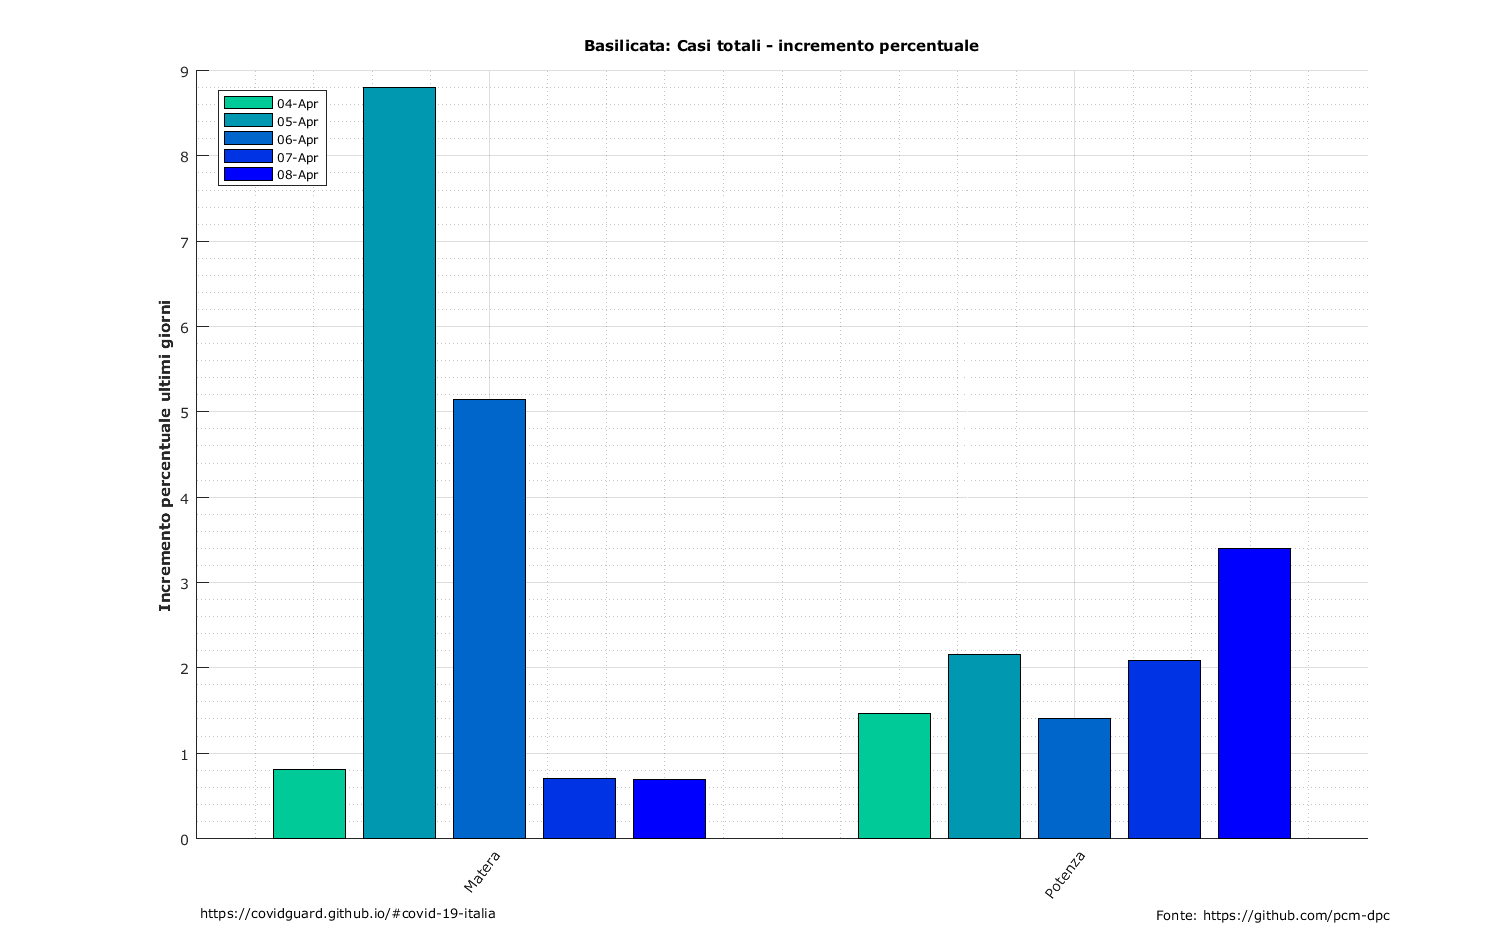 Basilicata: Casi totali - incremento percentuale
9
8
7
6
5
4
3
2
1
0
Incremento percentuale ultimi giorni
04-Apr
05-Apr
06-Apr
07-Apr
08-Apr
Matera
Potenza
https://covidguard.github.io/#covid-19-italia
Fonte: https://github.com/pcm-dpc